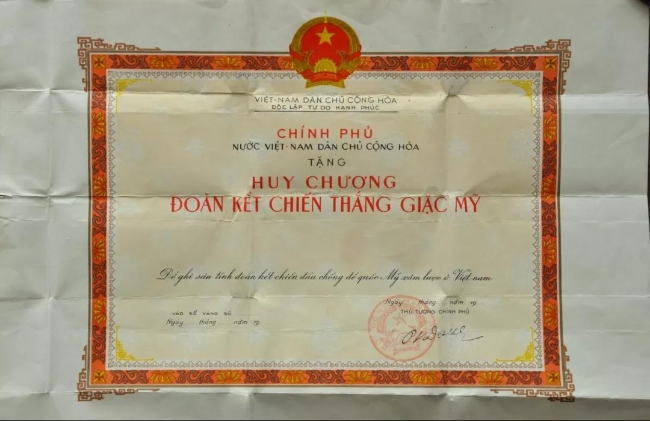 VIỆT-NAM DÂN CHỦ CỘNG HÒA
ĐỘC LẬP TỰ DO HẠNH PHÚC
CHÍNH PHỦ
NƯỚC VIỆT-NAM DÂN CHỦ CỘNG HÒA
TẶNG
HUY CHƯƠNG
ĐOÀN KẾT CHIẾN THẮNG GIẶC MỸ
Để ghi sâu tình đoàn kết chiến đấu chống đế quốc Mỹ xâm lược ở Việt-nam
Ngày tháng năm 19
VÀO SỔ VÀNG SỐ
THỦ TƯỚNG CHÍNH PHỦ
Ngày tháng năm 19